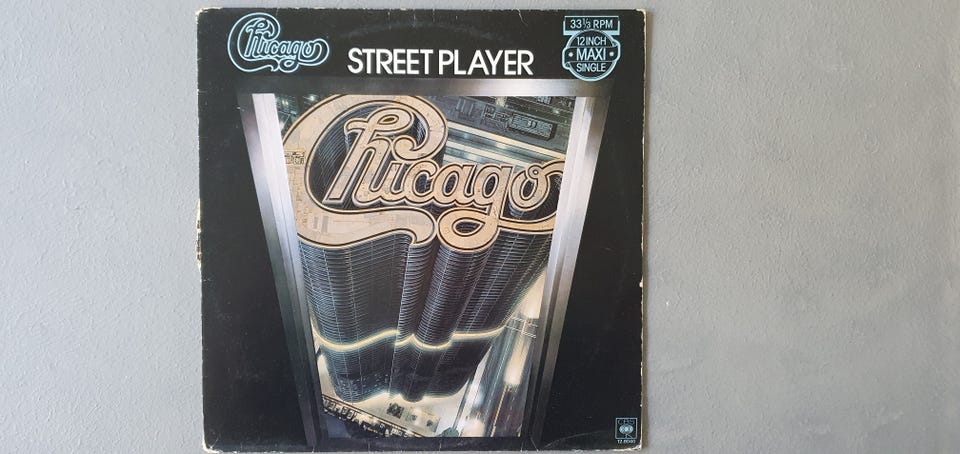 Chicago
STREET PLAYER
33⅓ RPM
12 INCH
MAXI
SINGLE
Chicago
CBS